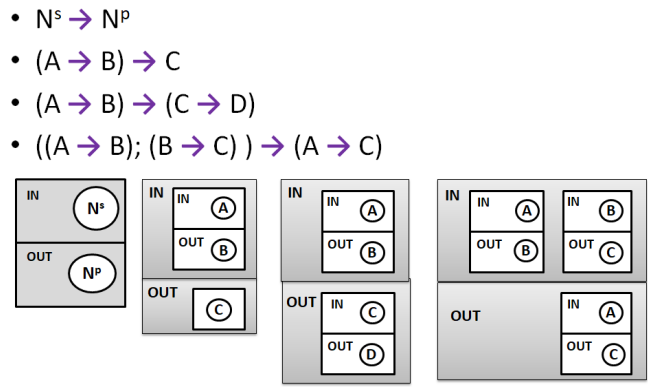 • Nˢ → Nᵖ
• (A → B) → C
• (A → B) → (C → D)
• ((A → B); (B → C) ) → (A → C)
IN Nˢ
OUT Nᵖ
IN IN A
OUT B
OUT C
IN IN A
OUT B
OUT IN C
OUT D
IN IN A IN B
OUT B OUT C
OUT IN A
OUT C